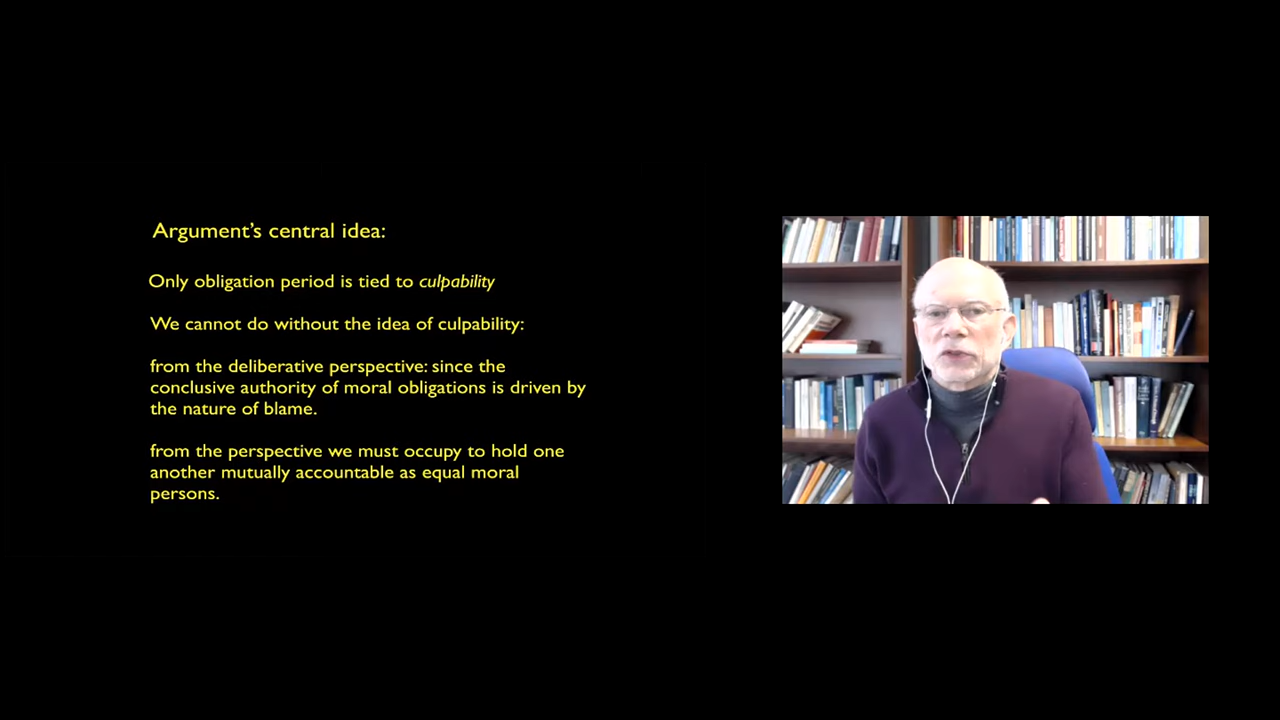 Argument's central idea:
Only obligation period is tied to culpability
We cannot do without the idea of culpability:
from the deliberative perspective: since the
conclusive authority of moral obligations is driven by
the nature of blame.
from the perspective we must occupy to hold one
another mutually accountable as equal moral
persons.